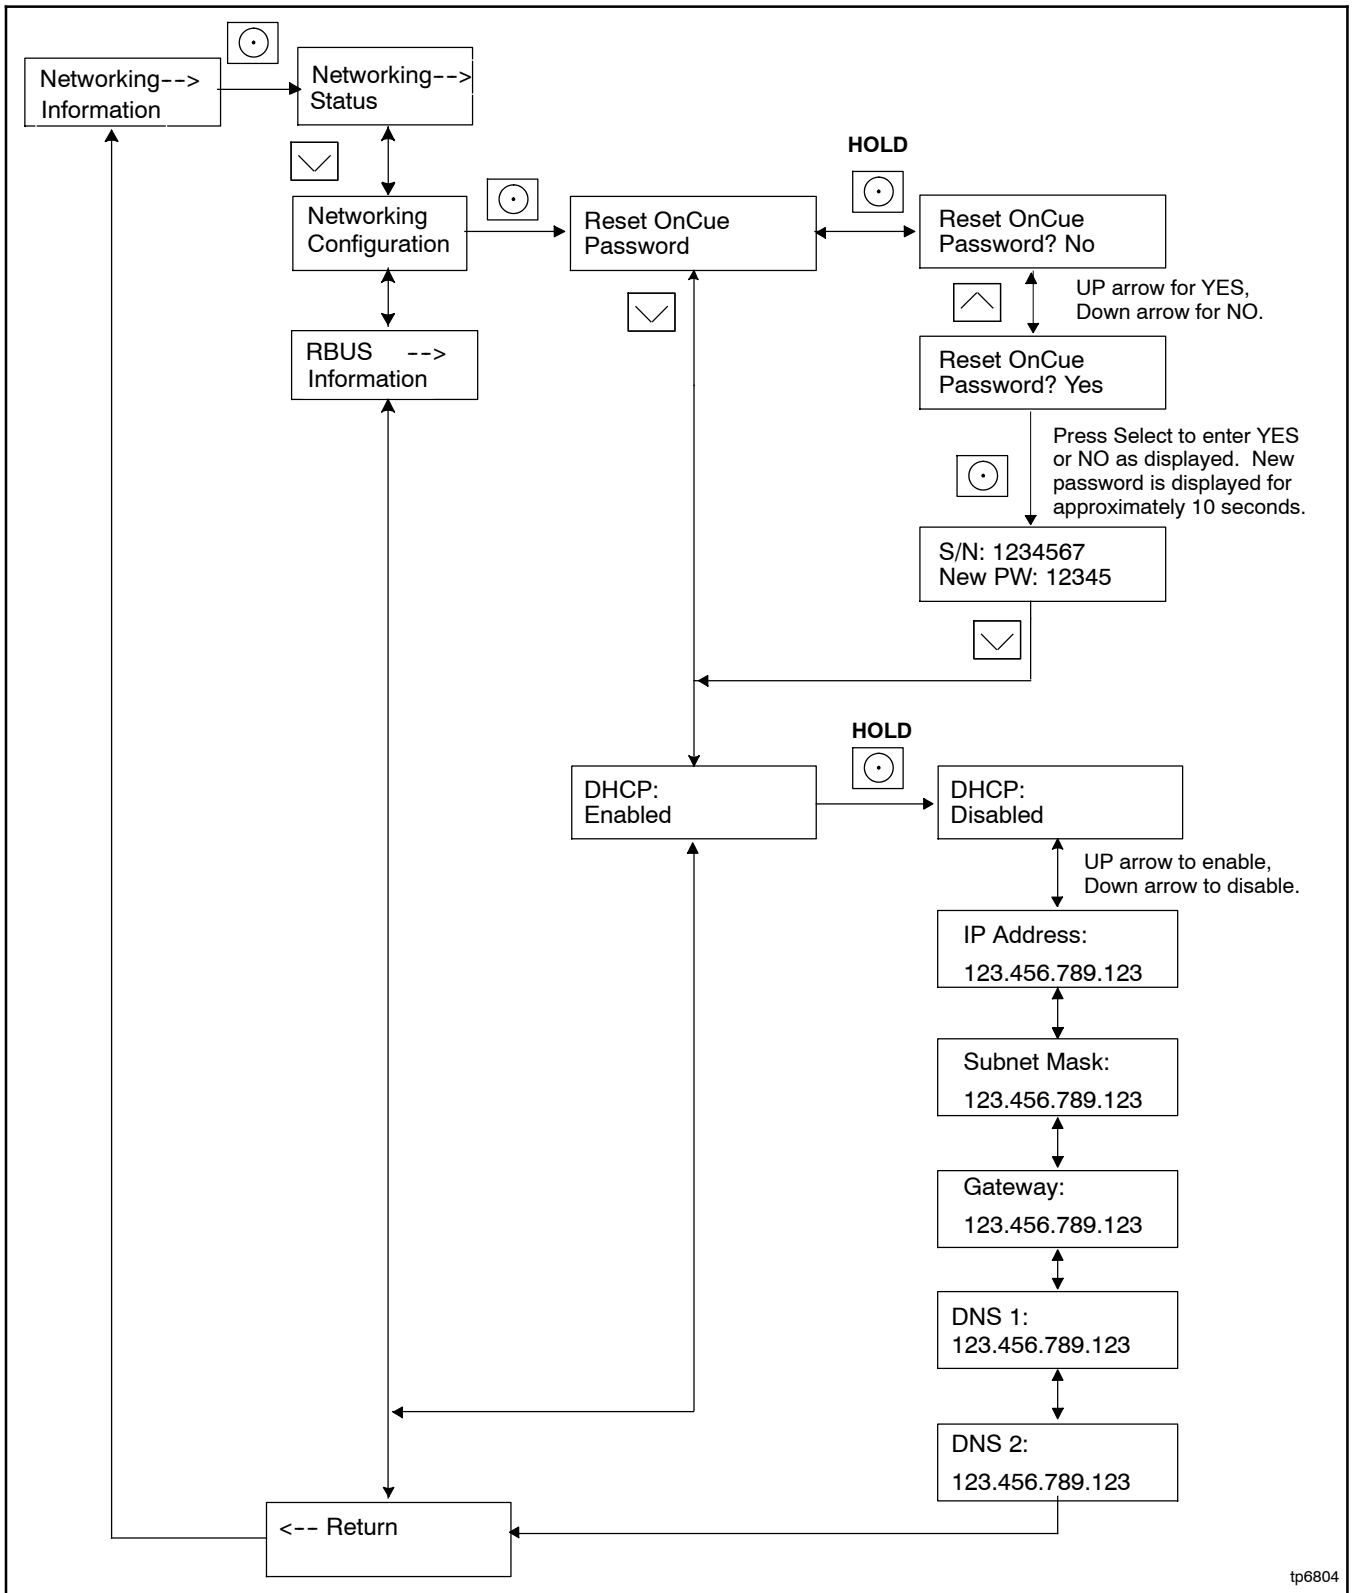 Networking-->
Information
Networking-->
Status
HOLD
Networking
Configuration
Reset OnCue
Password
Reset OnCue
Password? No
UP arrow for YES,
Down arrow for NO.
RBUS -->
Information
Reset OnCue
Password? Yes
Press Select to enter YES
or NO as displayed. New
password is displayed for
approximately 10 seconds.
S/N: 1234567
New PW: 12345
HOLD
DHCP:
Enabled
DHCP:
Disabled
UP arrow to enable,
Down arrow to disable.
IP Address:
123.456.789.123
Subnet Mask:
123.456.789.123
Gateway:
123.456.789.123
DNS 1:
123.456.789.123
DNS 2:
123.456.789.123
<-- Return
tp6804